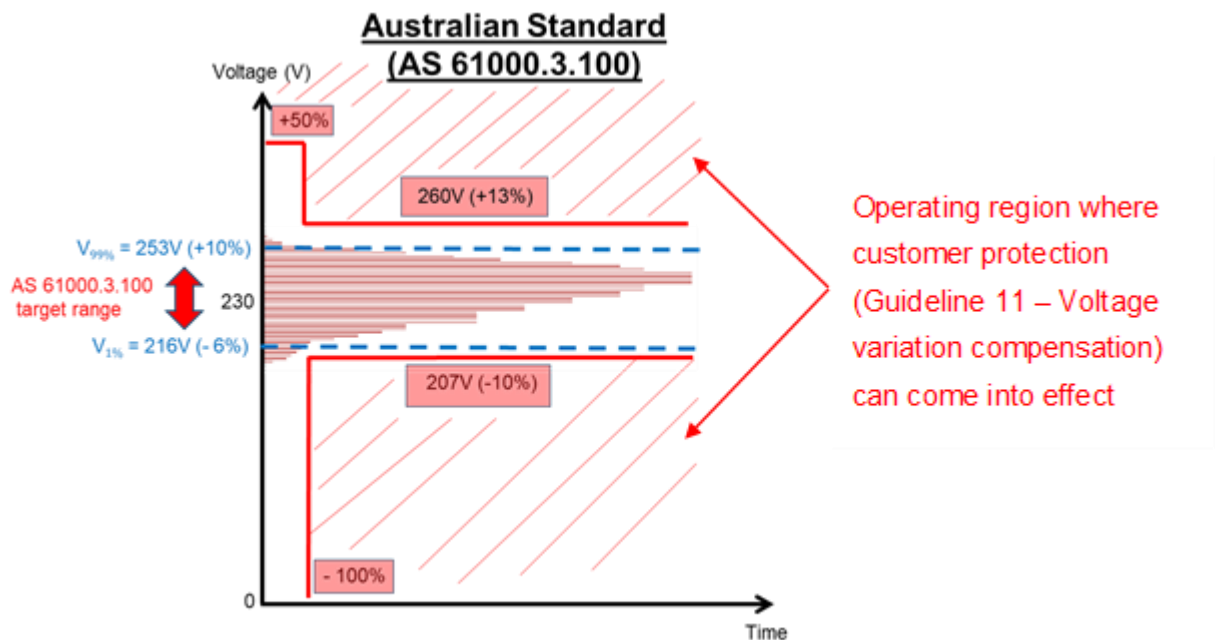 Australian Standard
(AS 61000.3.100)
Voltage (V)
+50%
260V (+13%)
V99% = 253V (+10%)
AS 61000.3.100
target range
230
V1% = 216V (- 6%)
207V (-10%)
- 100%
0
Time
Operating region where
customer protection
(Guideline 11 – Voltage
variation compensation)
can come into effect